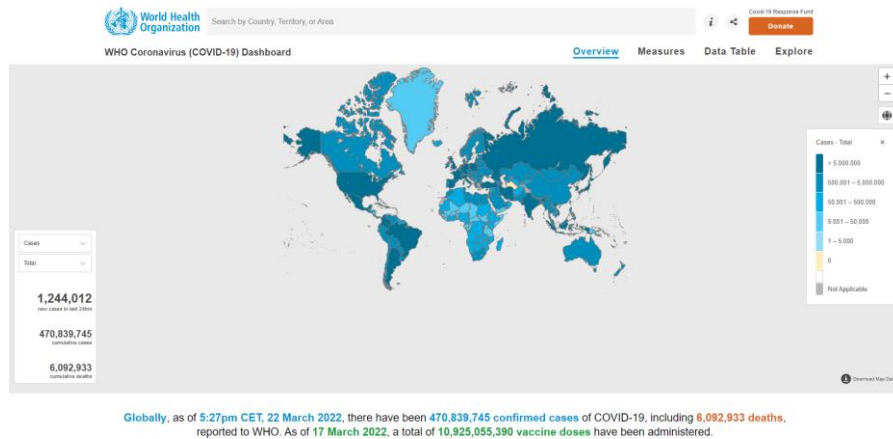 World Health
Organization
Search by Country, Territory, or Area
i
Covid-19 Response Fund
Donate
WHO Coronavirus (COVID-19) Dashboard
Overview
Measures
Data Table
Explore
+
−
Cases - Total
×
> 5,000,000
500,001 – 5,000,000
50,001 – 500,000
5,001 – 50,000
1 – 5,000
0
Not Applicable
Cases
Total
1,244,012
new cases in last 24hrs
470,839,745
cumulative cases
6,092,933
cumulative deaths
Download Map Data
Globally, as of 5:27pm CET, 22 March 2022, there have been 470,839,745 confirmed cases of COVID-19, including 6,092,933 deaths,
reported to WHO. As of 17 March 2022, a total of 10,925,055,390 vaccine doses have been administered.